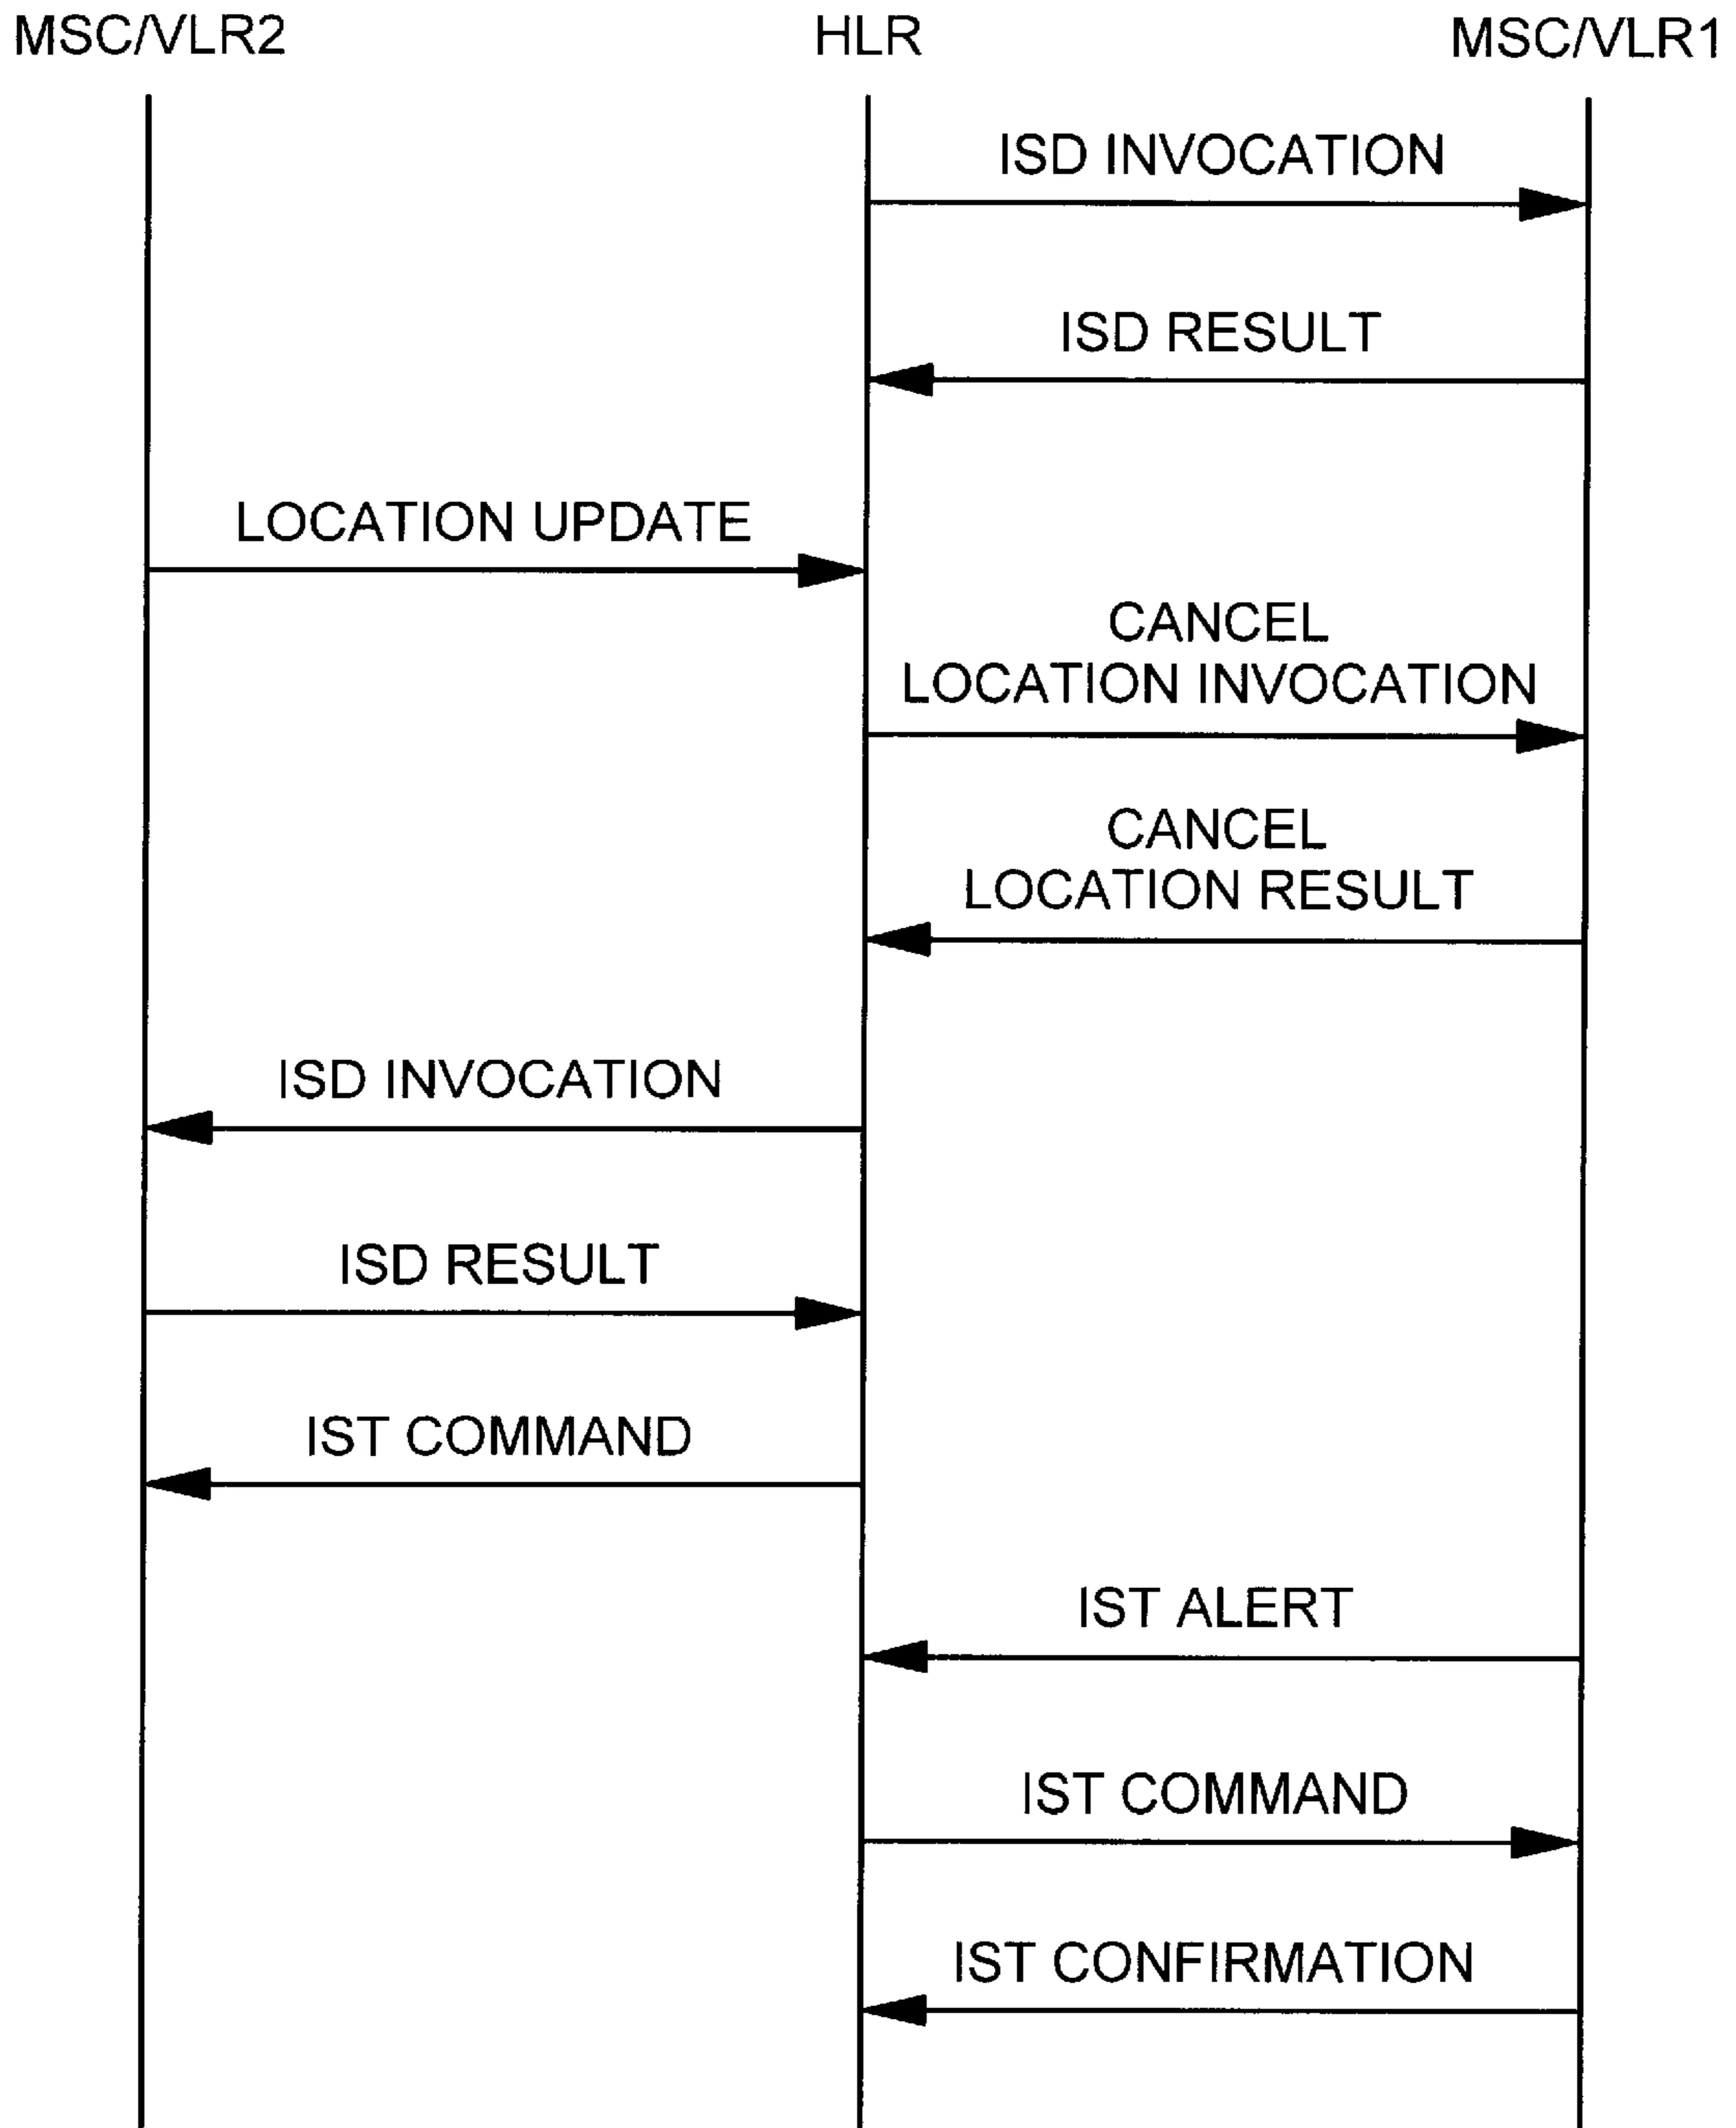 MSC/VLR2 HLR MSC/VLR1
ISD INVOCATION
ISD RESULT
LOCATION UPDATE
CANCEL
LOCATION INVOCATION
CANCEL
LOCATION RESULT
ISD INVOCATION
ISD RESULT
IST COMMAND
IST ALERT
IST COMMAND
IST CONFIRMATION